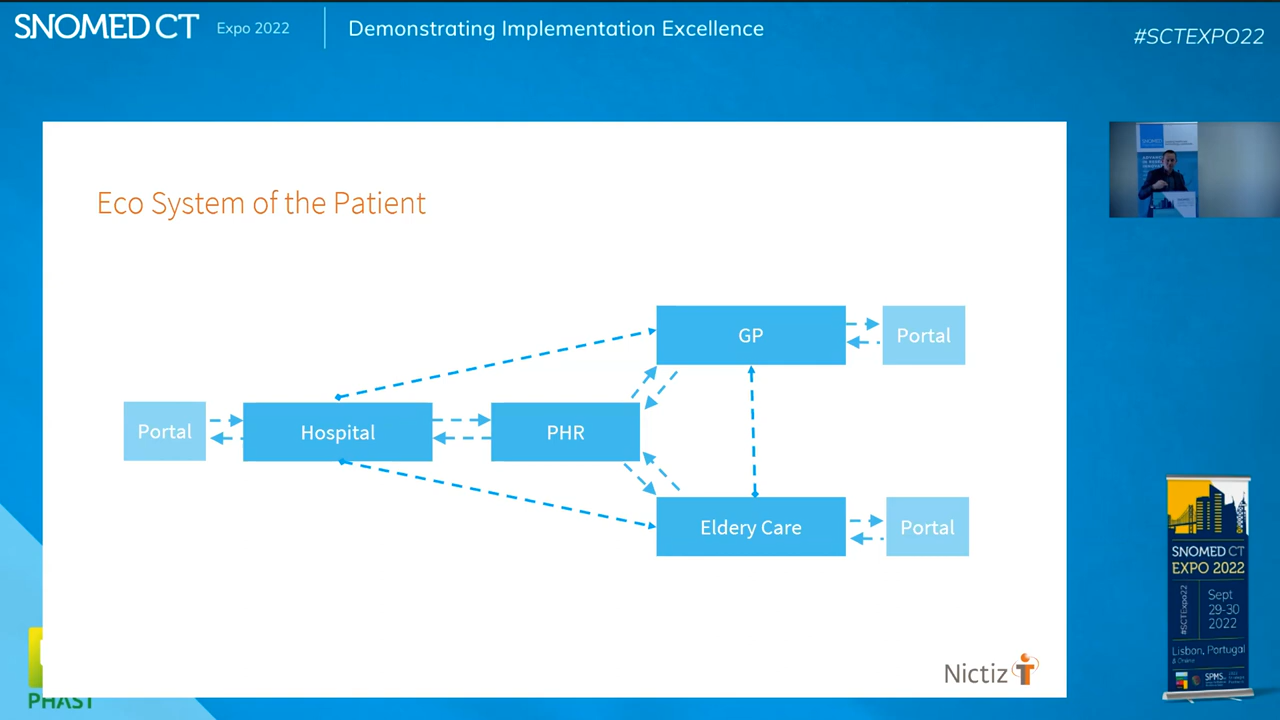 SNOMED CT Expo 2022 Demonstrating Implementation Excellence
#SCTEXPO22
Eco System of the Patient
GP
Portal
Portal
Hospital
PHR
Eldery Care
Portal
Nictiz
PHAST
SNOMED CT
EXPO 2022
#SCTExpo22
Sept
29-30
2022
Lisbon, Portugal
& Online
SPMS